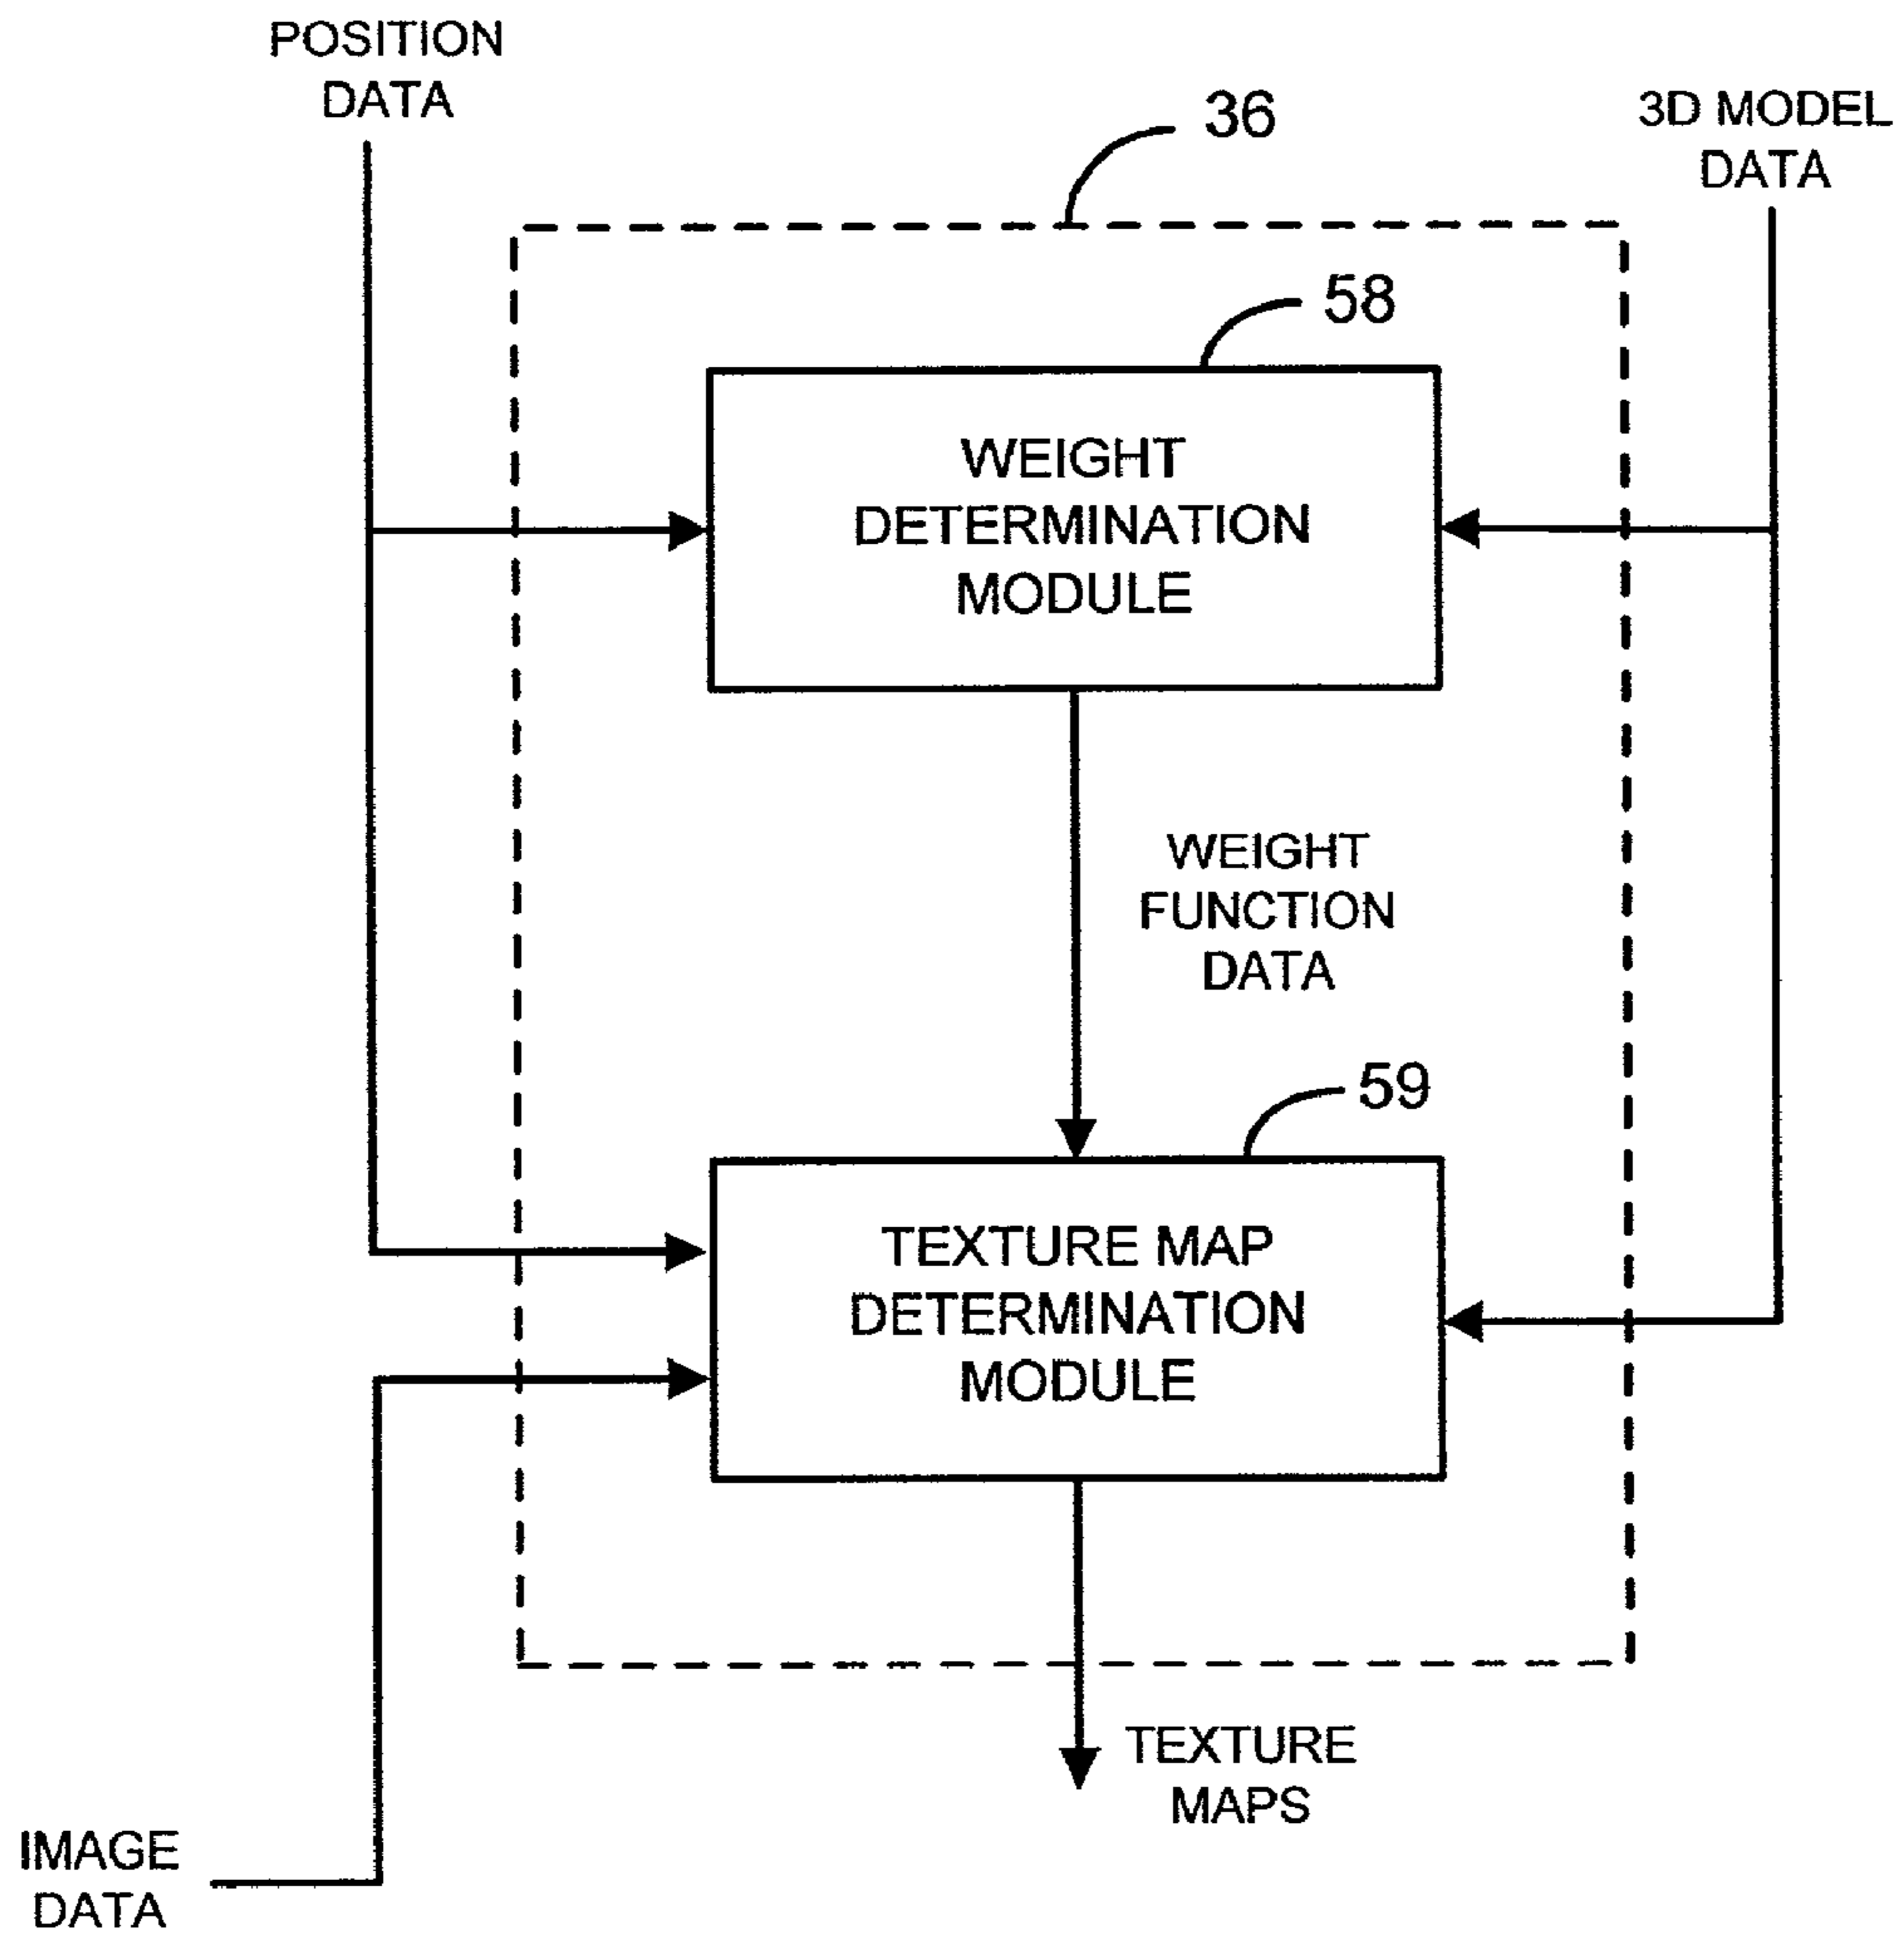 POSITION
DATA
36
3D MODEL
DATA
58
WEIGHT
DETERMINATION
MODULE
WEIGHT
FUNCTION
DATA
59
TEXTURE MAP
DETERMINATION
MODULE
TEXTURE
MAPS
IMAGE
DATA